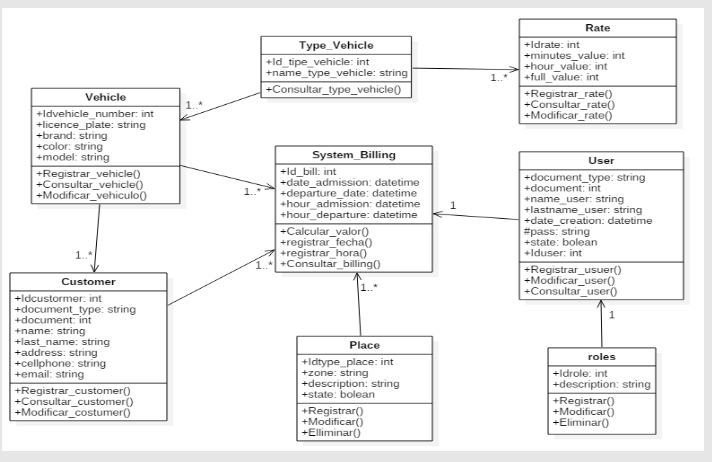 Rate
+Idrate: int
+minutes_value: int
+hour_value: int
+full_value: int
+Registrar_rate()
+Consultar_rate()
+Modificar_rate()
Type_Vehicle
+Id_tipe_vehicle: int
+name_type_vehicle: string
+Consultar_type_vehicle()
1..*
1..*
Vehicle
+Idvehicle_number: int
+licence_plate: string
+brand: string
+color: string
+model: string
+Registrar_vehicle()
+Consultar_vehicle()
+Modificar_vehiculo()
1..*
1..*
System_Billing
+Id_bill: int
+date_admission: datetime
+departure_date: datetime
+hour_admission: datetime
+hour_departure: datetime
+Calcular_valor()
+registrar_fecha()
+registrar_hora()
+Consultar_billing()
1
1..*
1..*
User
+document_type: string
+document: int
+name_user: string
+lastname_user: string
+date_creation: datetime
#pass: string
+state: bolean
+Iduser: int
+Registrar_usuer()
+Modificar_user()
+Consultar_user()
1
Customer
+Idcustormer: int
+document_type: string
+document: int
+name: string
+last_name: string
+address: string
+cellphone: string
+email: string
+Registrar_customer()
+Consultar_customer()
+Modificar_costumer()
Place
+Idtype_place: int
+zone: string
+description: string
+state: bolean
+Registrar()
+Modificar()
+Elliminar()
roles
+Idrole: int
+description: string
+Registrar()
+Modificar()
+Eliminar()